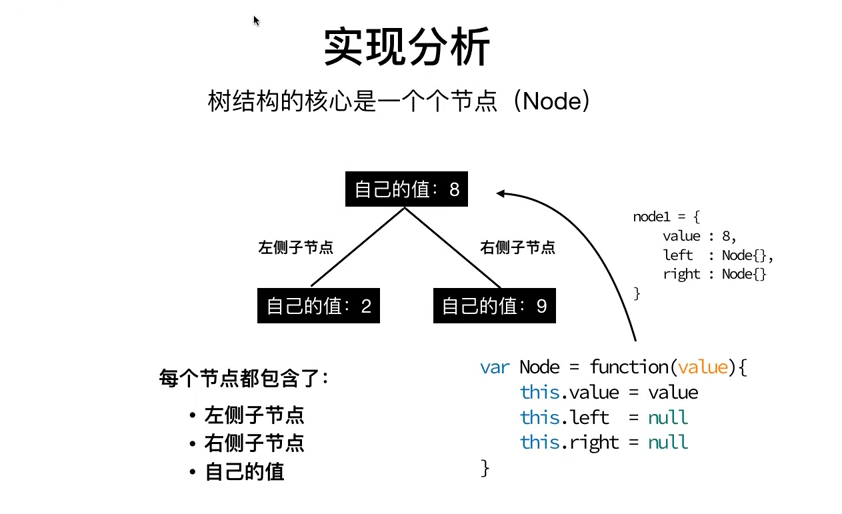 实现分析
树结构的核心是一个个节点（Node）
自己的值：8
左侧子节点
右侧子节点
自己的值：2
自己的值：9
node1 = {
    value : 8,
    left  : Node{},
    right : Node{}
}
每个节点都包含了：
• 左侧子节点
• 右侧子节点
• 自己的值
var Node = function(value){
    this.value = value
    this.left  = null
    this.right = null
}